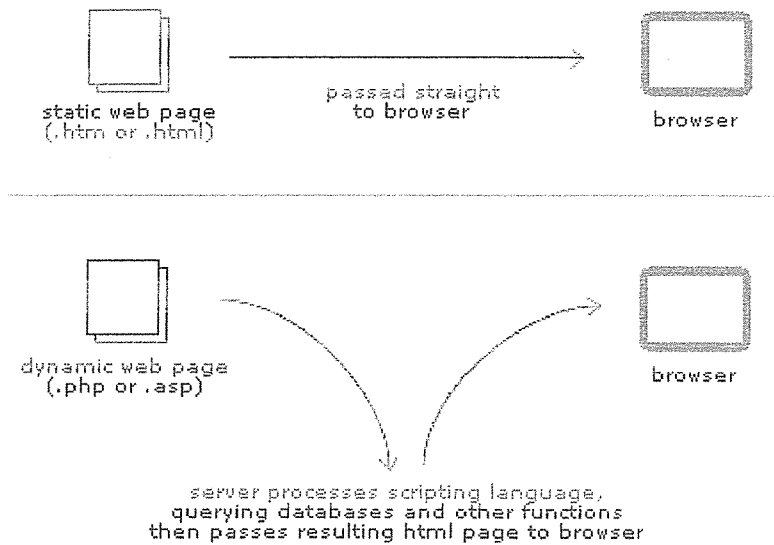 static web page
(.htm or .html)
passed straight
to browser
browser
dynamic web page
(.php or .asp)
browser
server processes scripting language,
querying databases and other functions
then passes resulting html page to browser